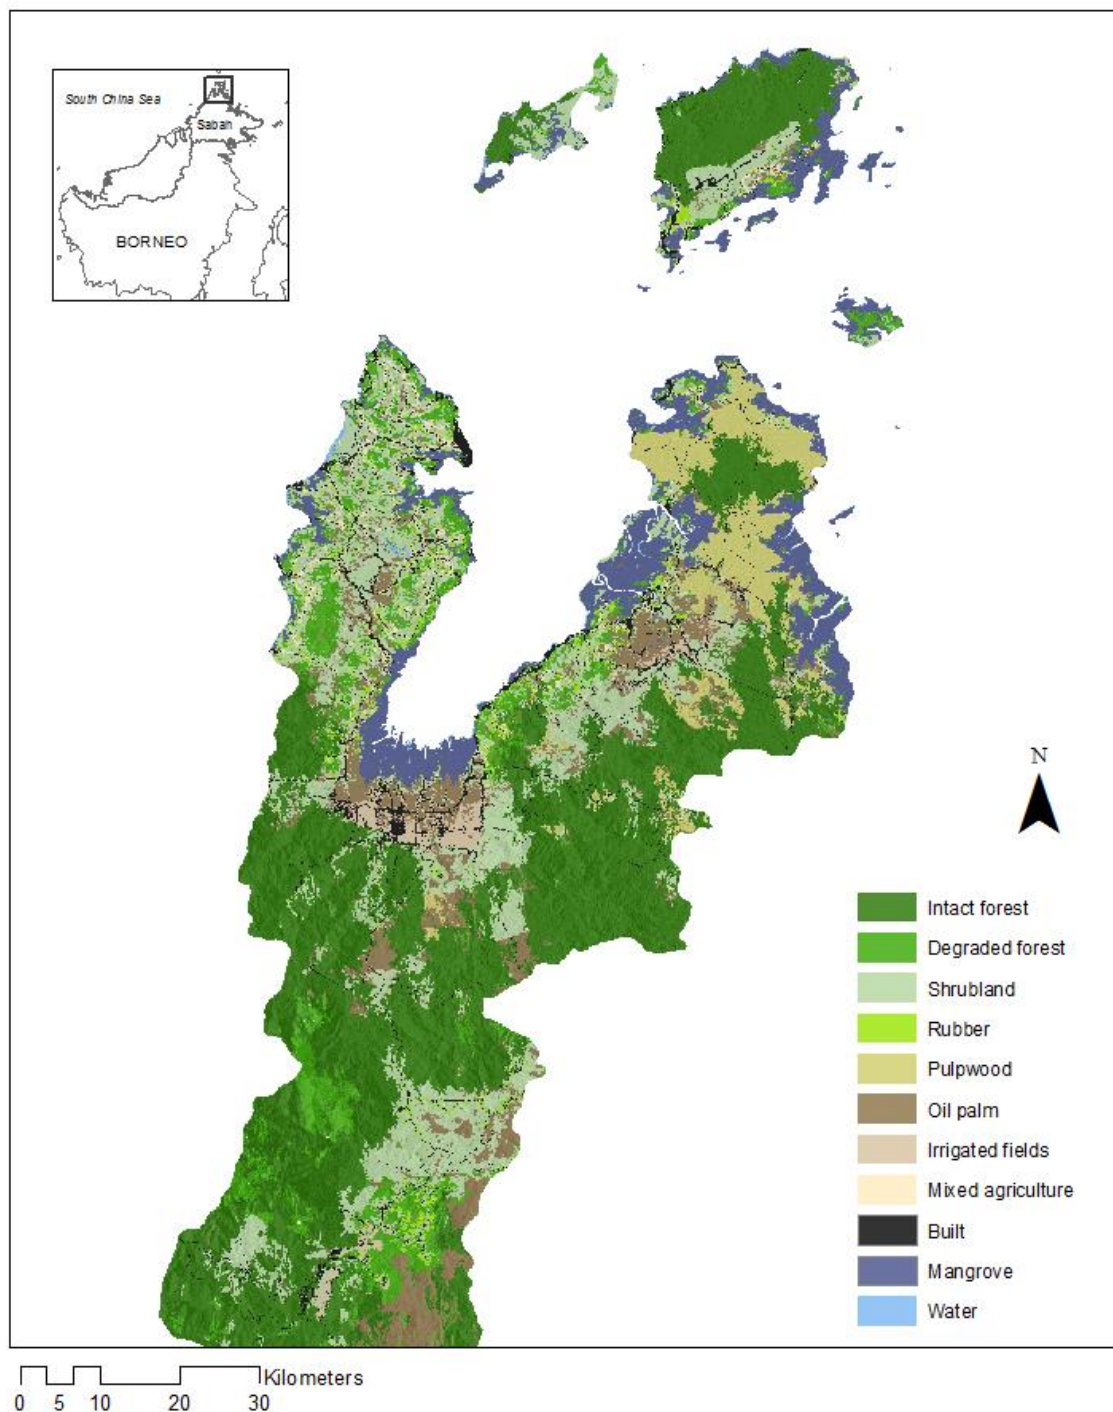 South China Sea
Sabah
BORNEO
N
Intact forest
Degraded forest
Shrubland
Rubber
Pulpwood
Oil palm
Irrigated fields
Mixed agriculture
Built
Mangrove
Water
Kilometers
0 5 10 20 30